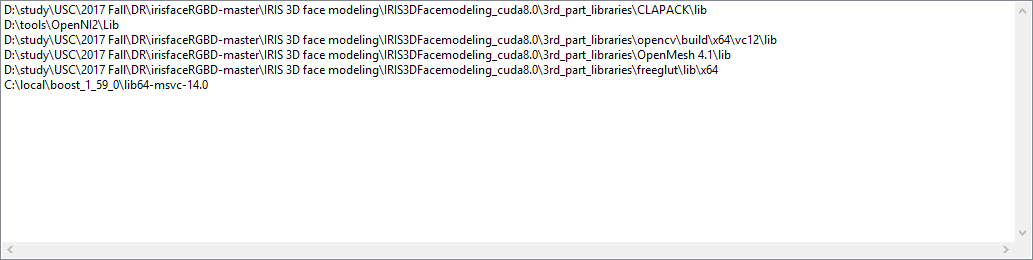 D:\study\USC\2017 Fall\DR\irisfaceRGBD-master\IRIS 3D face modeling\IRIS3DFacemodeling_cuda8.0\3rd_part_libraries\CLAPACK\lib
D:\tools\OpenNI2\Lib
D:\study\USC\2017 Fall\DR\irisfaceRGBD-master\IRIS 3D face modeling\IRIS3DFacemodeling_cuda8.0\3rd_part_libraries\opencv\build\x64\vc12\lib
D:\study\USC\2017 Fall\DR\irisfaceRGBD-master\IRIS 3D face modeling\IRIS3DFacemodeling_cuda8.0\3rd_part_libraries\OpenMesh 4.1\lib
D:\study\USC\2017 Fall\DR\irisfaceRGBD-master\IRIS 3D face modeling\IRIS3DFacemodeling_cuda8.0\3rd_part_libraries\freeglut\lib\x64
C:\local\boost_1_59_0\lib64-msvc-14.0